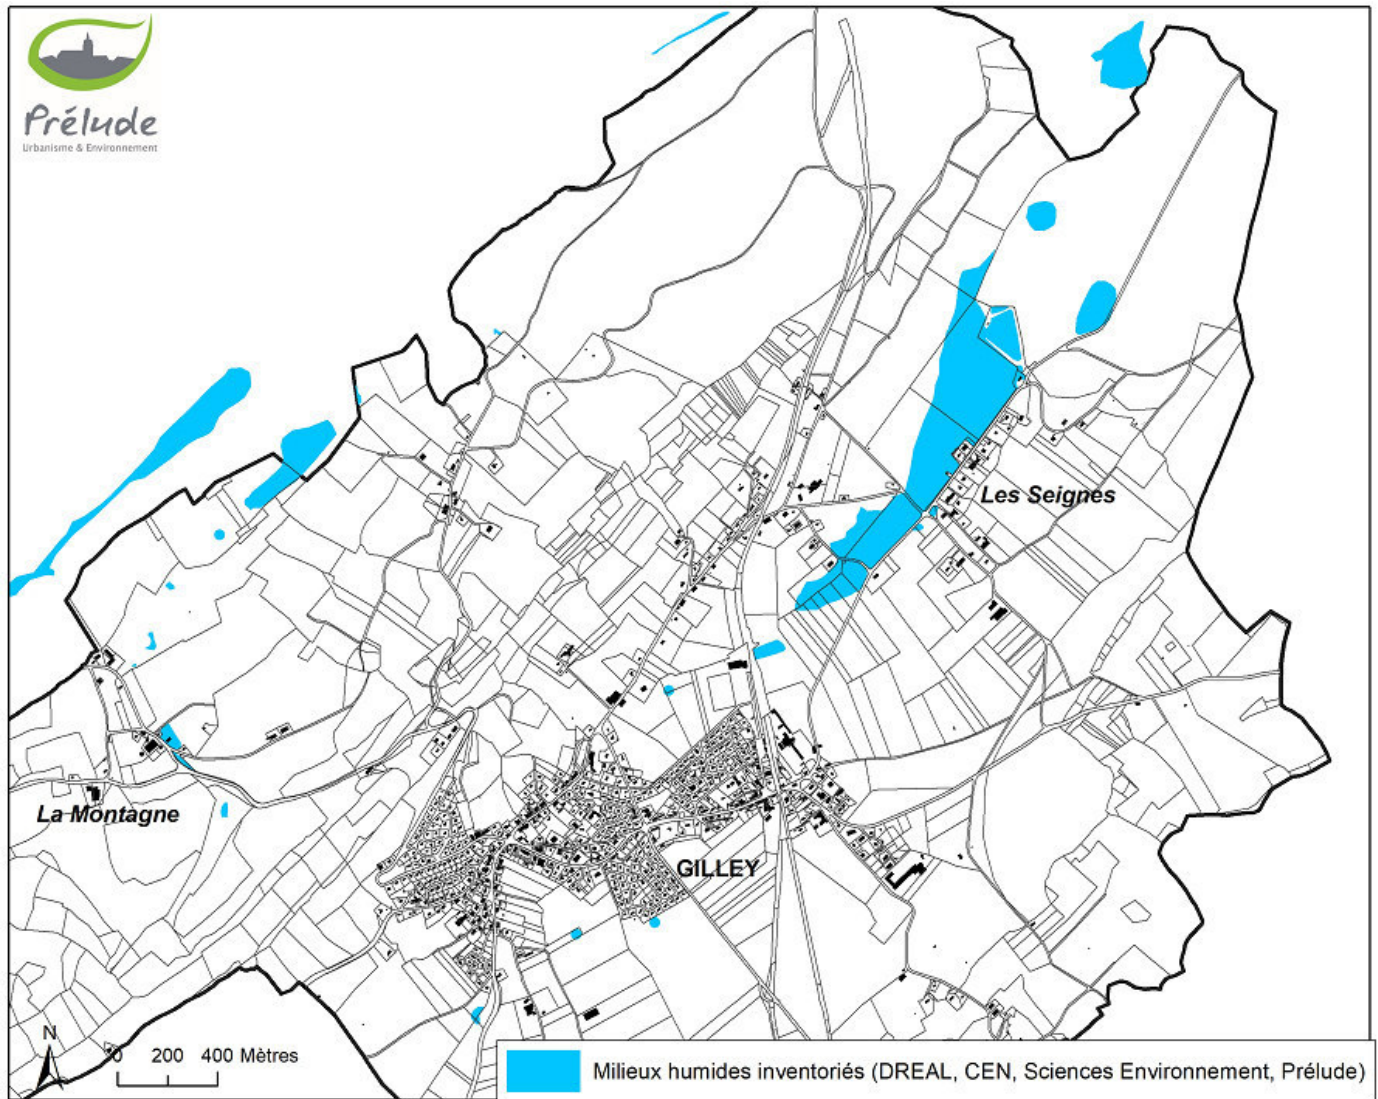 Prélude
Urbanisme & Environnement
Les Seignes
La Montagne
GILLEY
N
0 200 400 Mètres
Milieux humides inventoriés (DREAL, CEN, Sciences Environnement, Prélude)